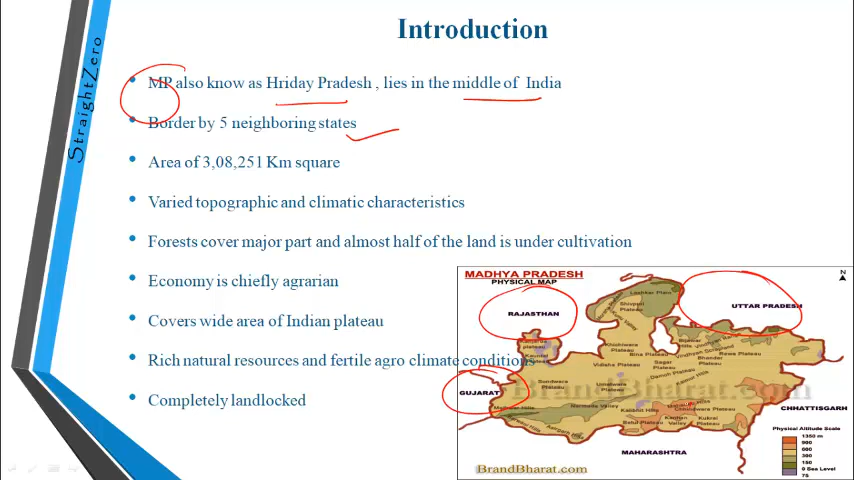 Introduction
StraightZero
MP also know as Hriday Pradesh , lies in the middle of India
Border by 5 neighboring states
Area of 3,08,251 Km square
Varied topographic and climatic characteristics
Forests cover major part and almost half of the land is under cultivation
Economy is chiefly agrarian
Covers wide area of Indian plateau
Rich natural resources and fertile agro climate conditions
Completely landlocked
MADHYA PRADESH
PHYSICAL MAP
N
RAJASTHAN
UTTAR PRADESH
GUJARAT
CHHATTISGARH
MAHARASHTRA
Shivpuri
Plateau
Vidisha Plateau
Sagar
Plateau
Rewa Plateau
Narmada Valley
Physical Altitude Scale
1350 m
900
600
300
150
0 Sea Level
75
BrandBharat.com
BrandBharat.com